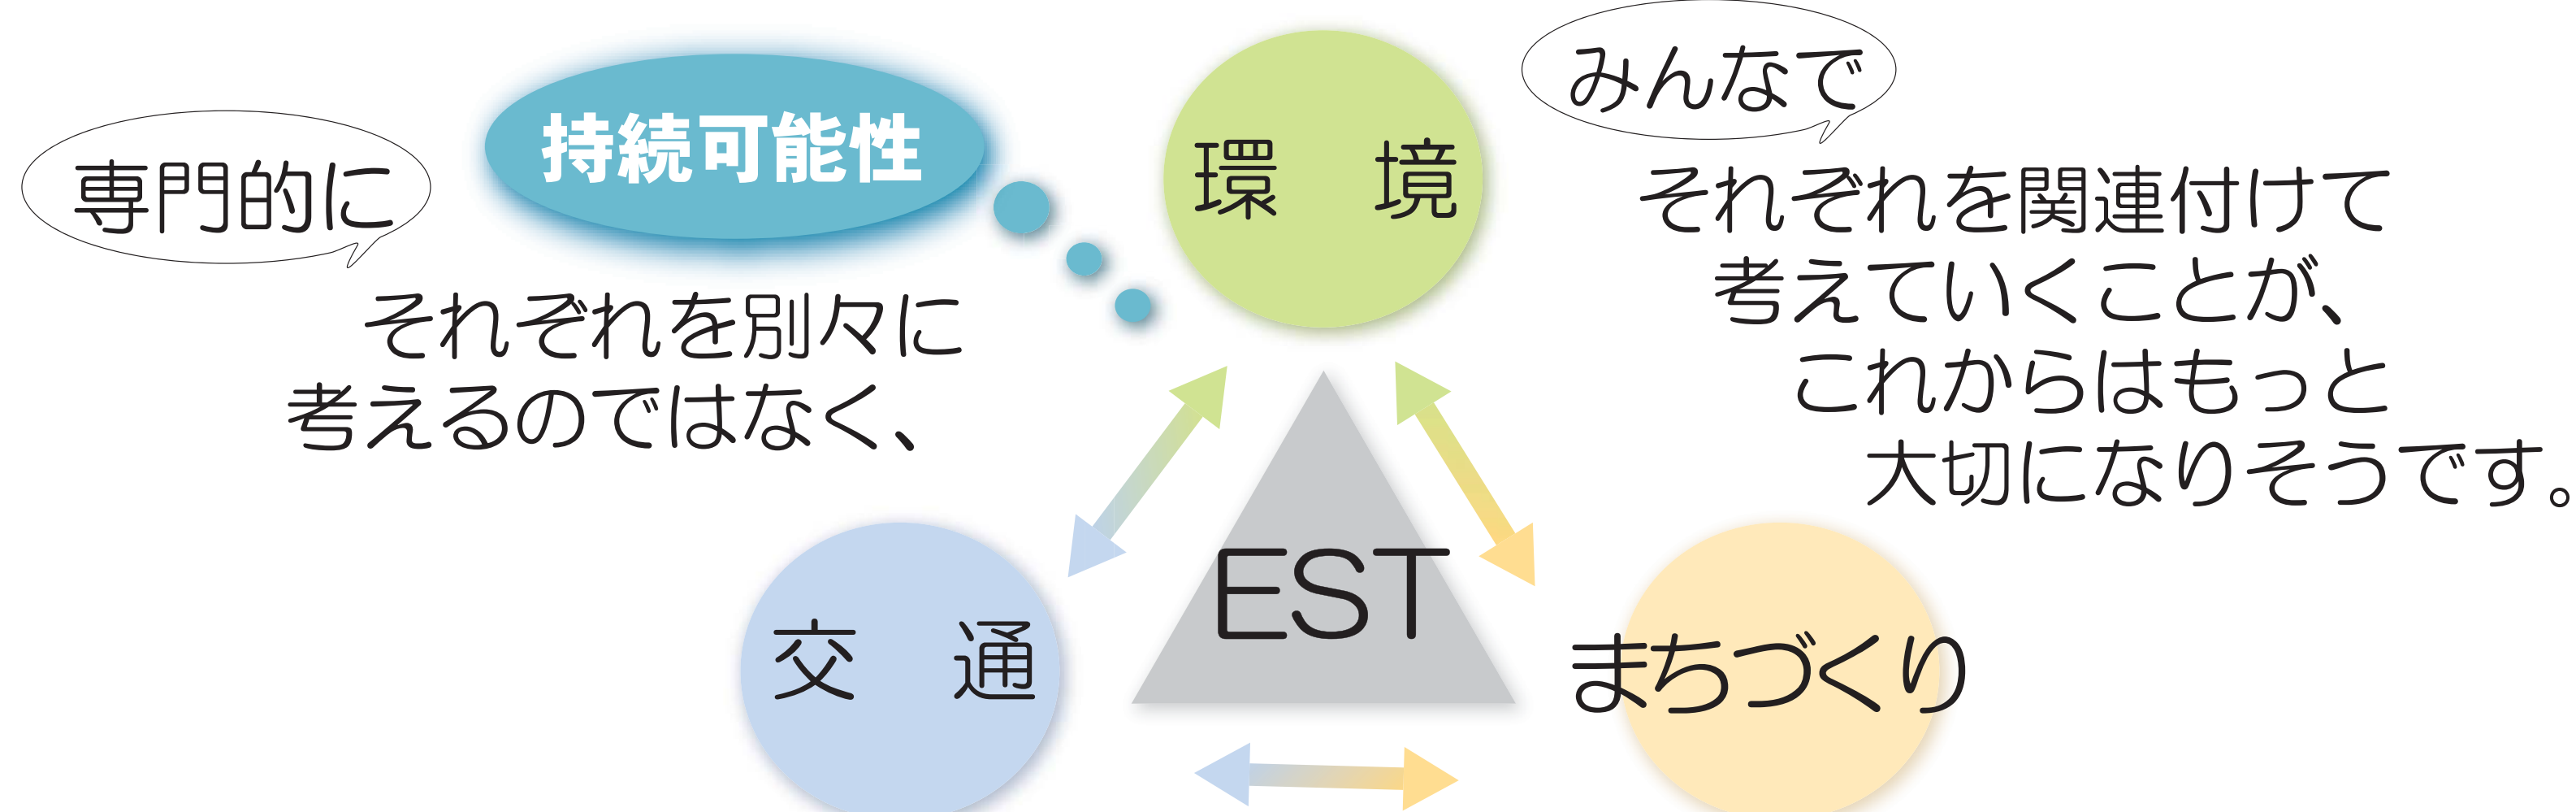 専門的に
持続可能性
それぞれを別々に
考えるのではなく、
環　境
みんなで
それぞれを関連付けて
考えていくことが、
これからはもっと
大切になりそうです。
EST
交　通
まちづくり